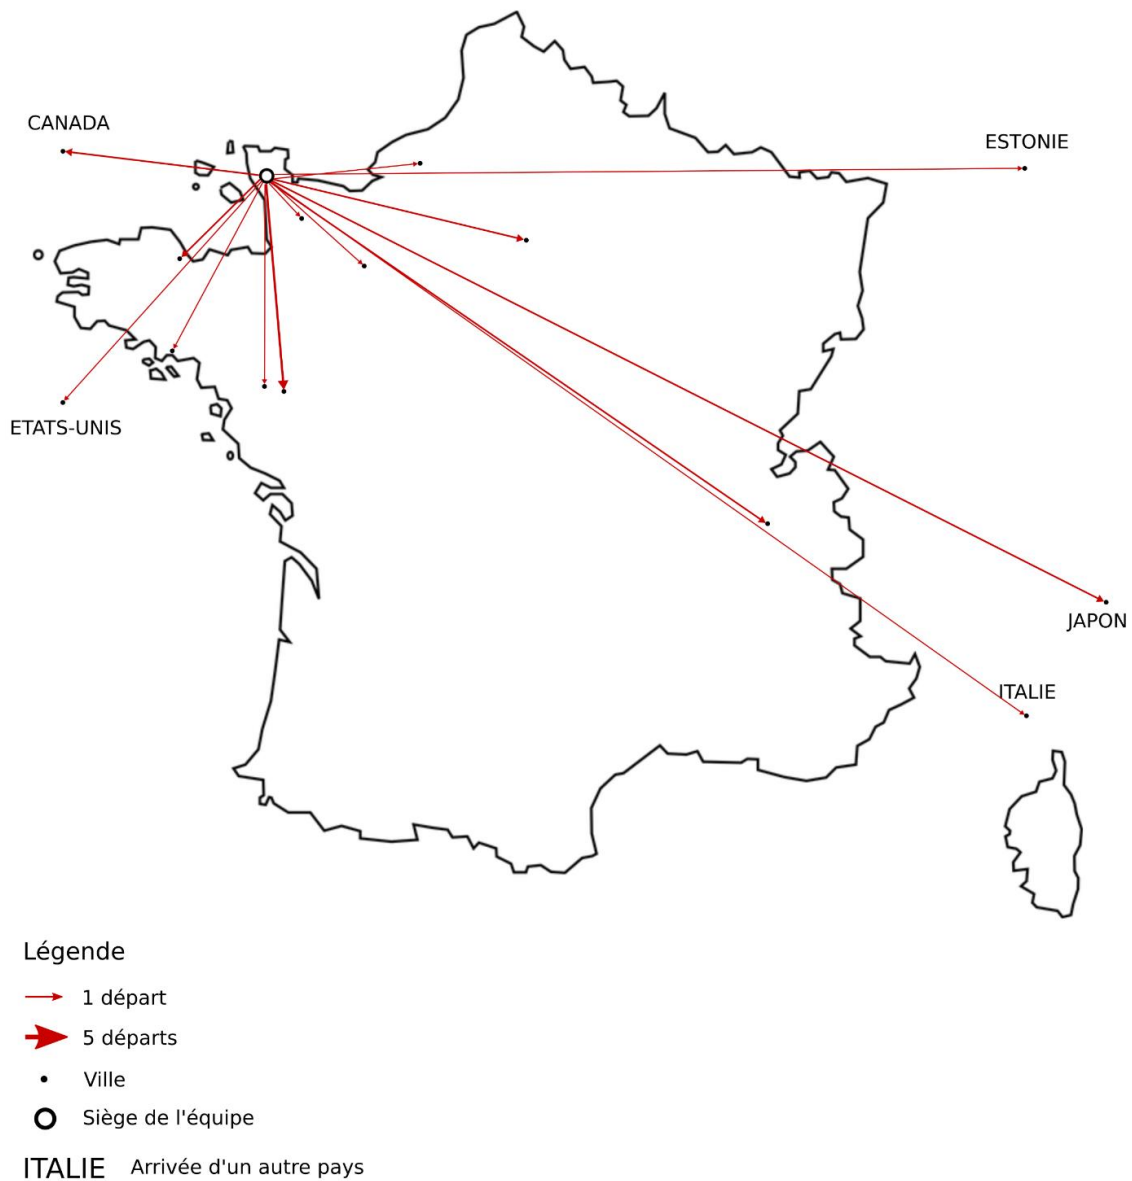 CANADA
ESTONIE
ETATS-UNIS
JAPON
ITALIE
Légende
1 départ
5 départs
Ville
Siège de l'équipe
ITALIE Arrivée d'un autre pays